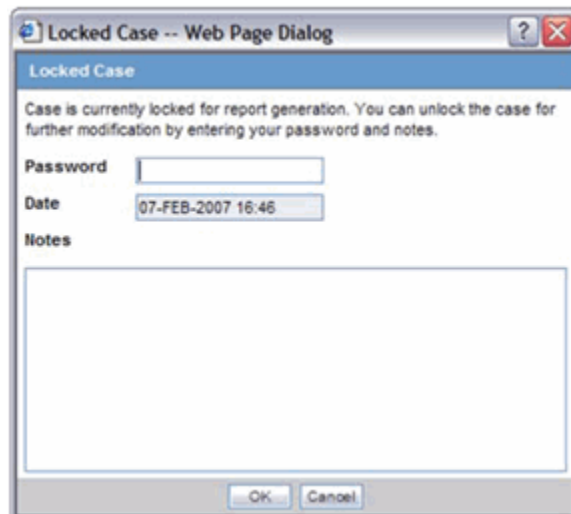 Locked Case -- Web Page Dialog
?
Locked Case
Case is currently locked for report generation. You can unlock the case for
further modification by entering your password and notes.
Password
Date 07-FEB-2007 16:46
Notes
OK Cancel